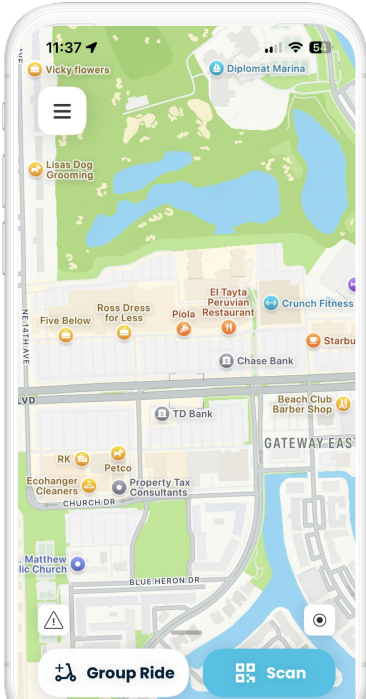 11:37
54
AVE
Vicky flowers
Diplomat Marina
Lisas Dog
Grooming
El Tayta
Peruvian
Restaurant
Ross Dress
for Less
Piola
Crunch Fitness
Five Below
Starbu
NE 14TH AVE
Chase Bank
LVD
Beach Club
Barber Shop
TD Bank
GATEWAY EAST
RK
Petco
Ecohanger
Cleaners
Property Tax
Consultants
CHURCH DR
. Matthew
lic Church
BLUE HERON DR
Group Ride
Scan